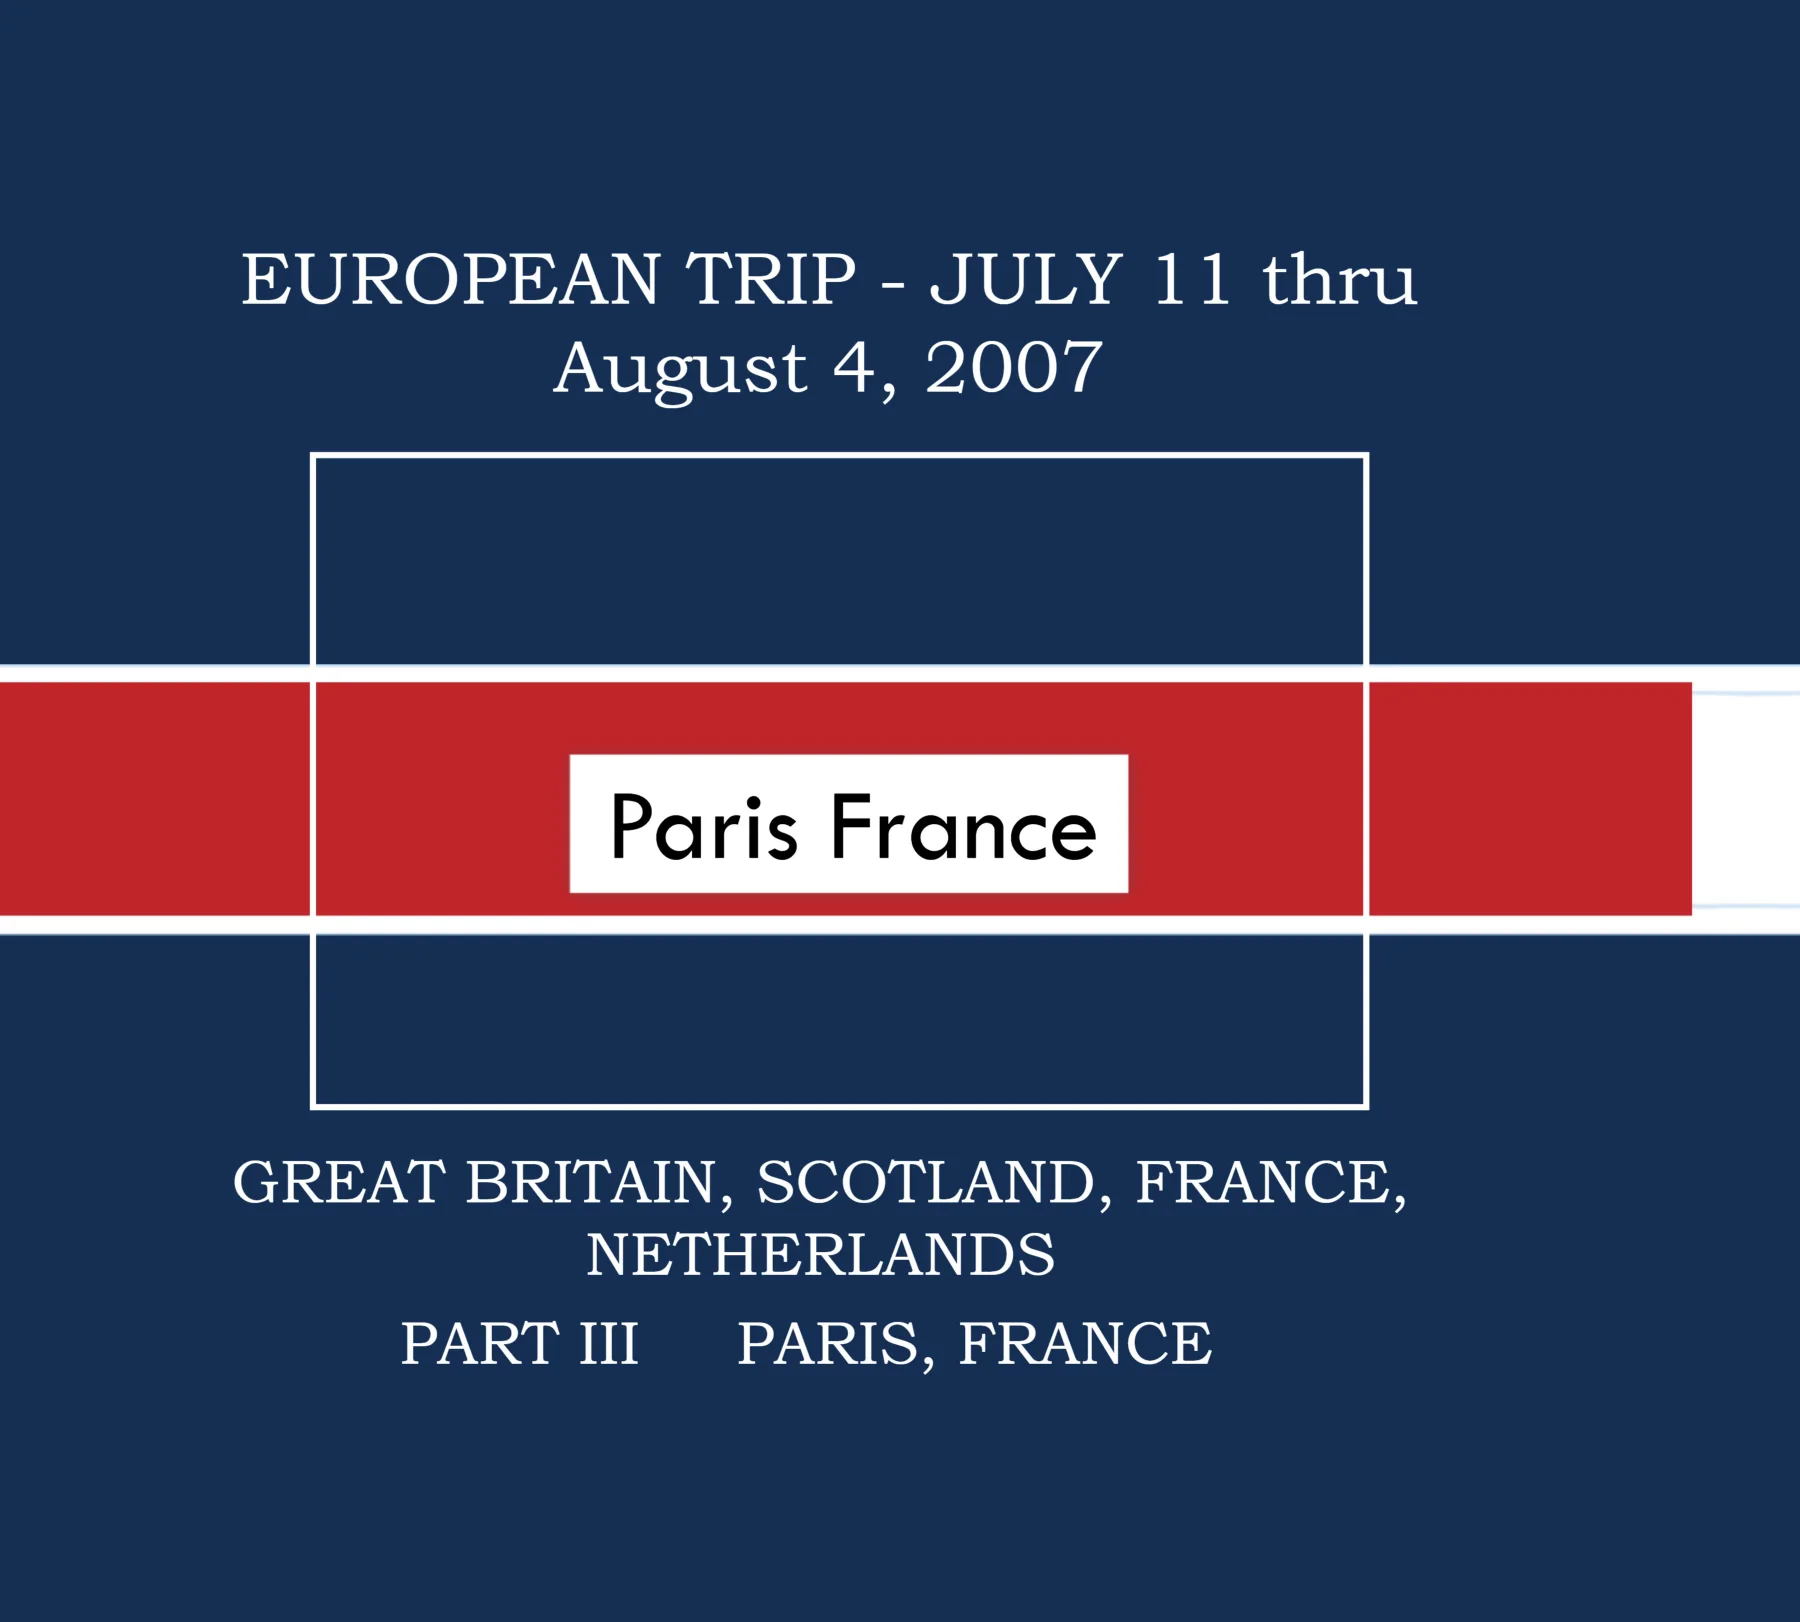 EUROPEAN TRIP - JULY 11 thru
August 4, 2007
Paris France
GREAT BRITAIN, SCOTLAND, FRANCE,
NETHERLANDS
PART III PARIS, FRANCE